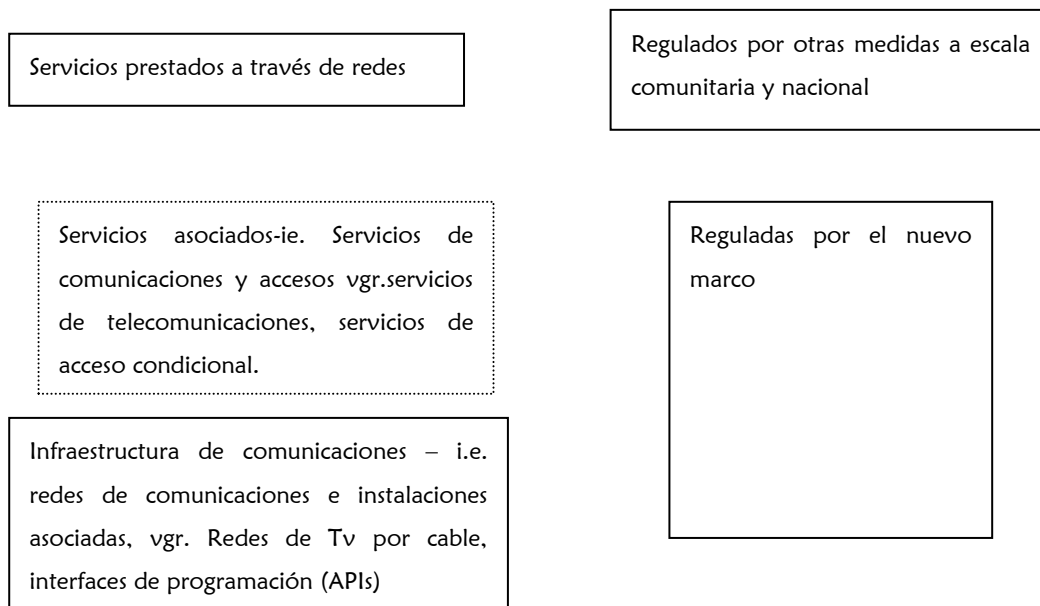 Servicios prestados a través de redes
Regulados por otras medidas a escala
comunitaria y nacional
Servicios asociados-ie. Servicios de
comunicaciones y accesos vgr.servicios
de telecomunicaciones, servicios de
acceso condicional.
Reguladas por el nuevo
marco
Infraestructura de comunicaciones – i.e.
redes de comunicaciones e instalaciones
asociadas, vgr. Redes de Tv por cable,
interfaces de programación (APIs)